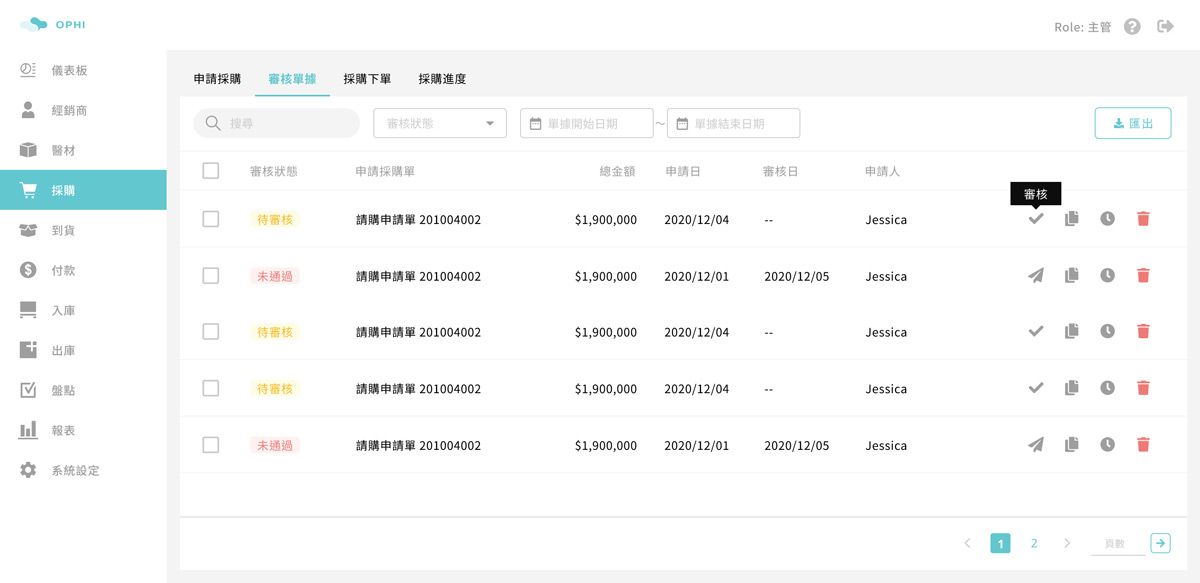 OPHI
Role: 主管
儀表板
經銷商
醫材
採購
到貨
付款
入庫
出庫
盤點
報表
系統設定
申請採購 審核單據 採購下單 採購進度
搜尋 審核狀態 單據開始日期 ~ 單據結束日期 匯出
審核狀態 申請採購單 總金額 申請日 審核日 申請人
審核
待審核 請購申請單 201004002 $1,900,000 2020/12/04 -- Jessica
未通過 請購申請單 201004002 $1,900,000 2020/12/01 2020/12/05 Jessica
待審核 請購申請單 201004002 $1,900,000 2020/12/04 -- Jessica
待審核 請購申請單 201004002 $1,900,000 2020/12/04 -- Jessica
未通過 請購申請單 201004002 $1,900,000 2020/12/01 2020/12/05 Jessica
1 2 頁數